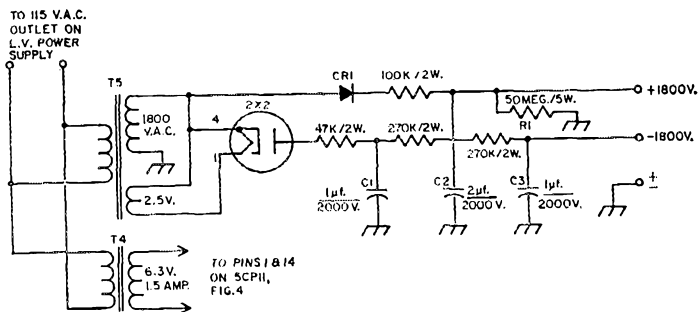 TO 115 V.A.C.
OUTLET ON
L.V. POWER
SUPPLY
T5
1800
V.A.C.
2.5V.
4
1
2X2
CR1
100K/2W.
50MEG./5W.
R1
+1800V.
47K/2W.
270K/2W.
270K/2W.
-1800V.
C1
1µf.
2000V.
C2
2µf.
2000V.
C3
1µf.
2000V.
+
-
T4
6.3V.
1.5 AMP.
TO PINS 1 & 14
ON 5CP11,
FIG.4